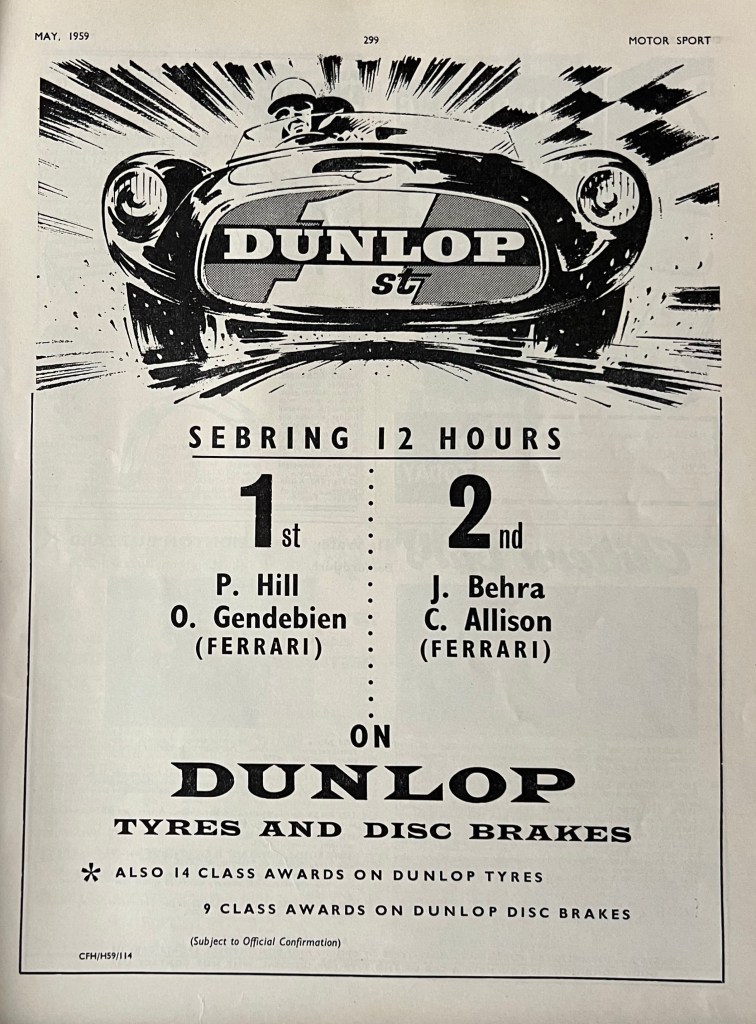 MAY, 1959 299 MOTOR SPORT
DUNLOP
st
SEBRING 12 HOURS
1st 2nd
P. Hill J. Behra
O. Gendebien C. Allison
(FERRARI) (FERRARI)
ON
DUNLOP
TYRES AND DISC BRAKES
* ALSO 14 CLASS AWARDS ON DUNLOP TYRES
9 CLASS AWARDS ON DUNLOP DISC BRAKES
(Subject to Official Confirmation)
CFH/H59/114